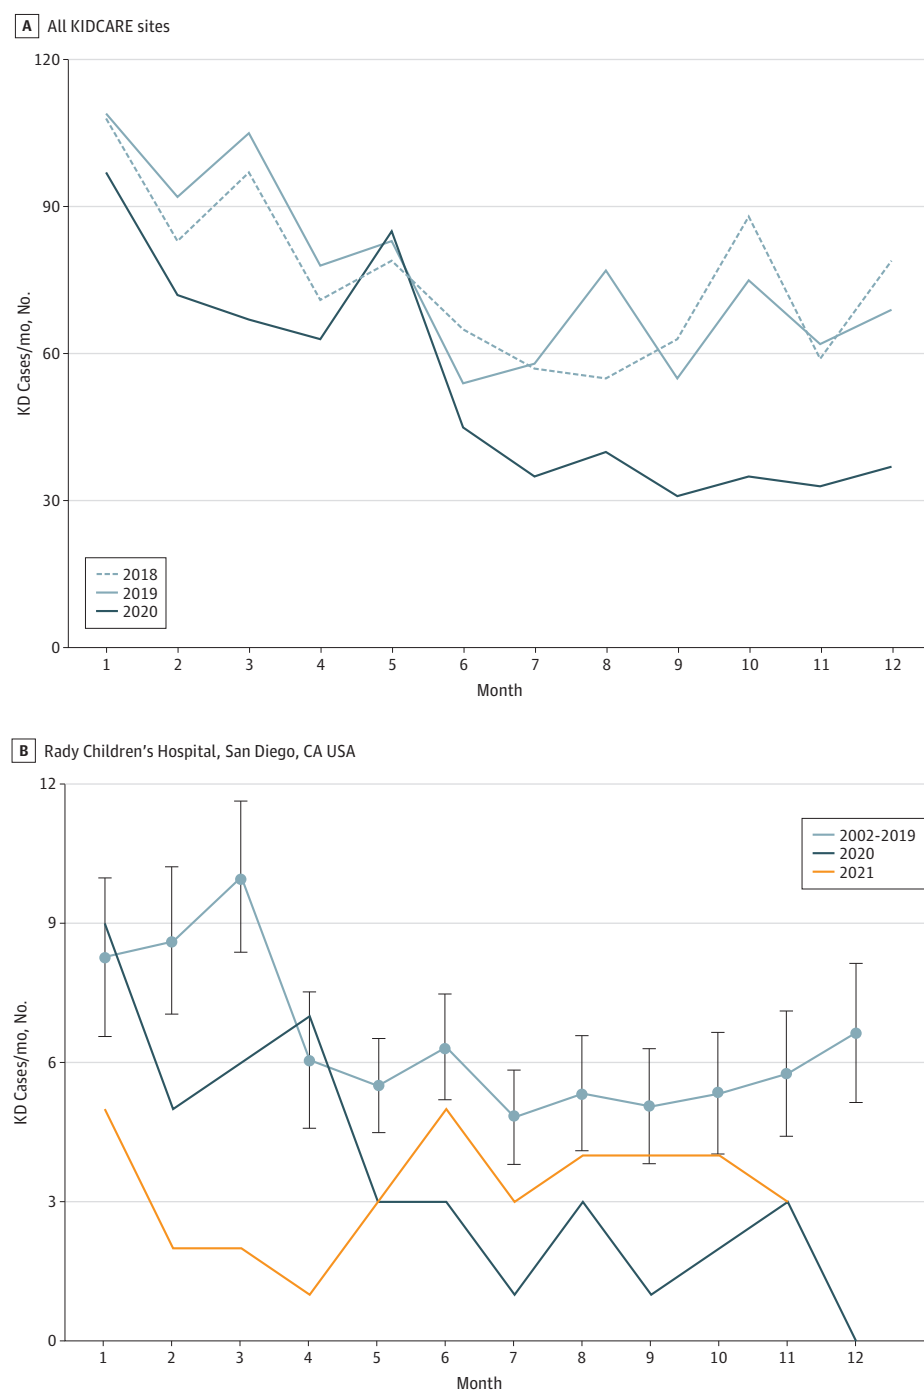 A All KIDCARE sites
120
90
60
30
0
KD Cases/mo, No.
2018
2019
2020
1 2 3 4 5 6 7 8 9 10 11 12
Month
B Rady Children's Hospital, San Diego, CA USA
12
9
6
3
0
KD Cases/mo, No.
2002-2019
2020
2021
1 2 3 4 5 6 7 8 9 10 11 12
Month